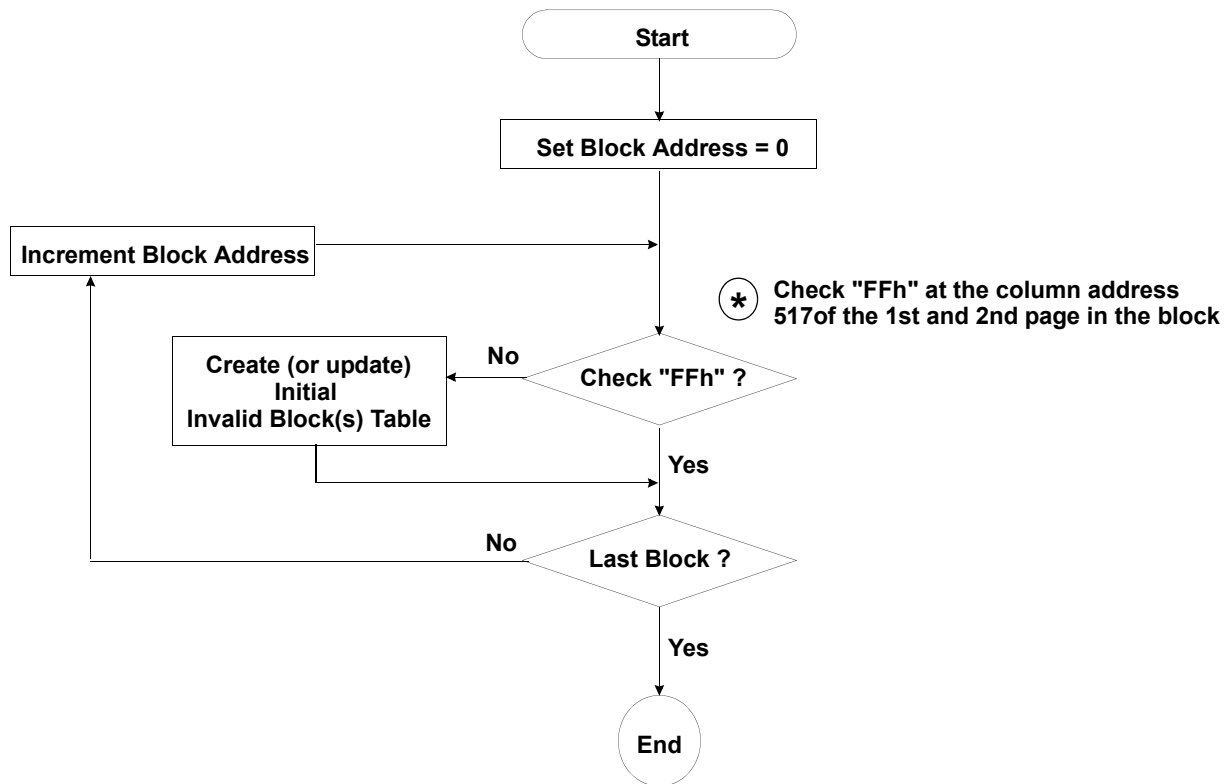 Start
Set Block Address = 0
Increment Block Address
* Check "FFh" at the column address
517of the 1st and 2nd page in the block
No
Create (or update)
Initial
Invalid Block(s) Table
Check "FFh" ?
Yes
No
Last Block ?
Yes
End